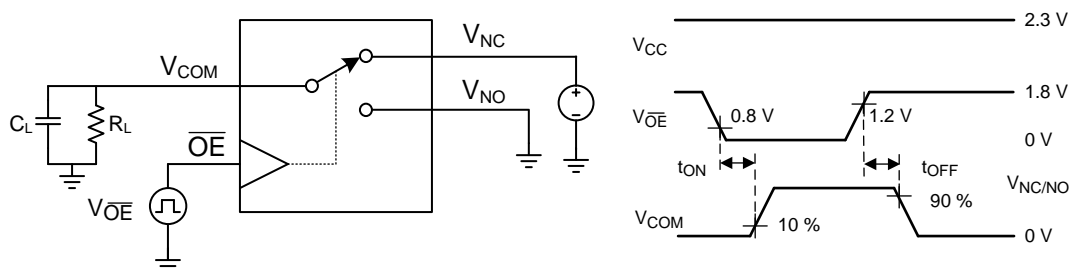 V_COM
V_NC
V_NO
C_L
R_L
+
-
OE
V_OE
2.3 V
V_CC
1.8 V
V_OE
0.8 V
1.2 V
0 V
t_ON
t_OFF
V_NC/NO
90 %
V_COM
10 %
0 V